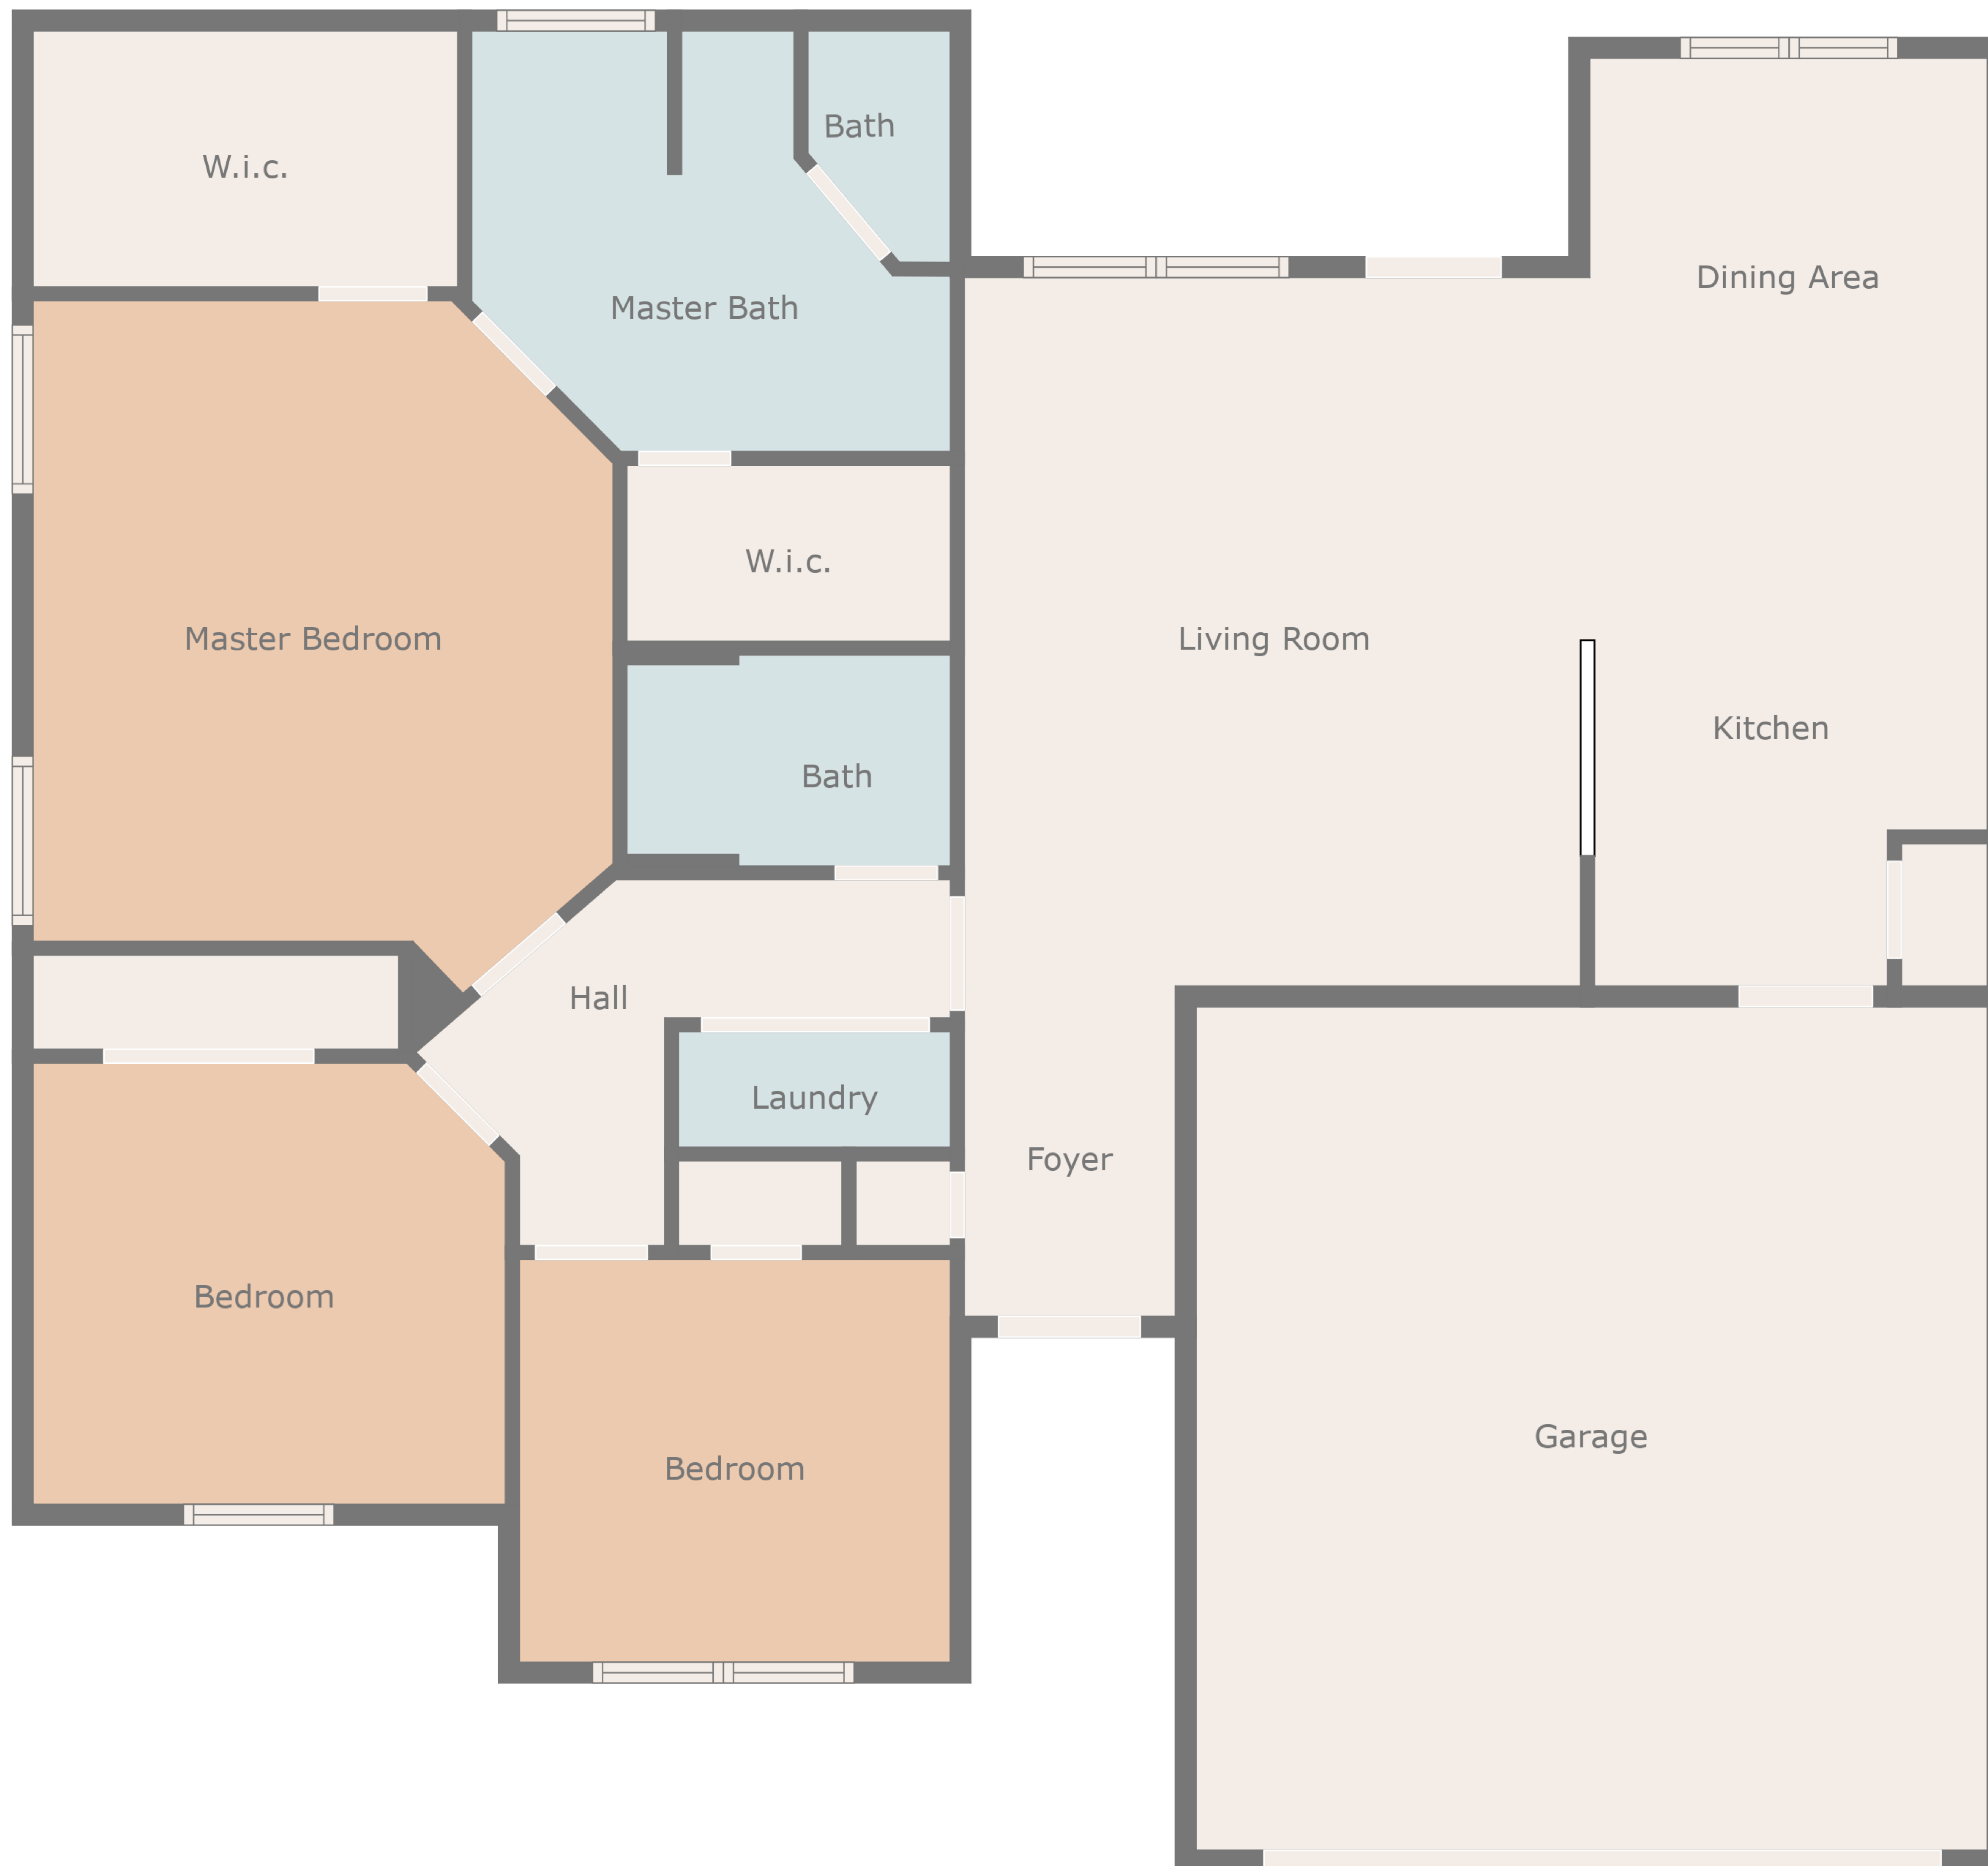 Bath
W.i.c.
Dining Area
Master Bath
W.i.c.
Master Bedroom
Living Room
Kitchen
Bath
Hall
Laundry
Foyer
Bedroom
Garage
Bedroom